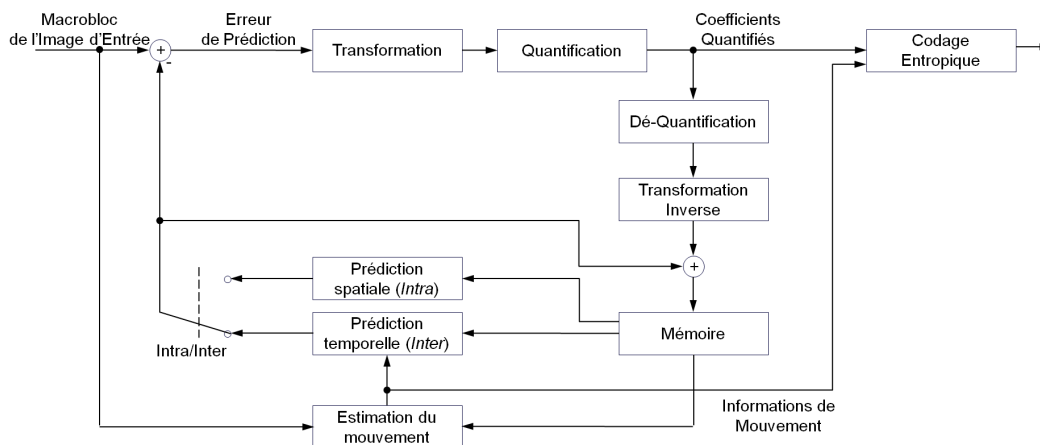 Macrobloc
de l'Image d'Entrée
Erreur
de Prédiction
Transformation
Quantification
Coefficients
Quantifiés
Codage
Entropique
+
-
Dé-Quantification
Transformation
Inverse
+
Prédiction
spatiale (Intra)
Prédiction
temporelle (Inter)
Mémoire
Intra/Inter
Estimation du
mouvement
Informations de
Mouvement